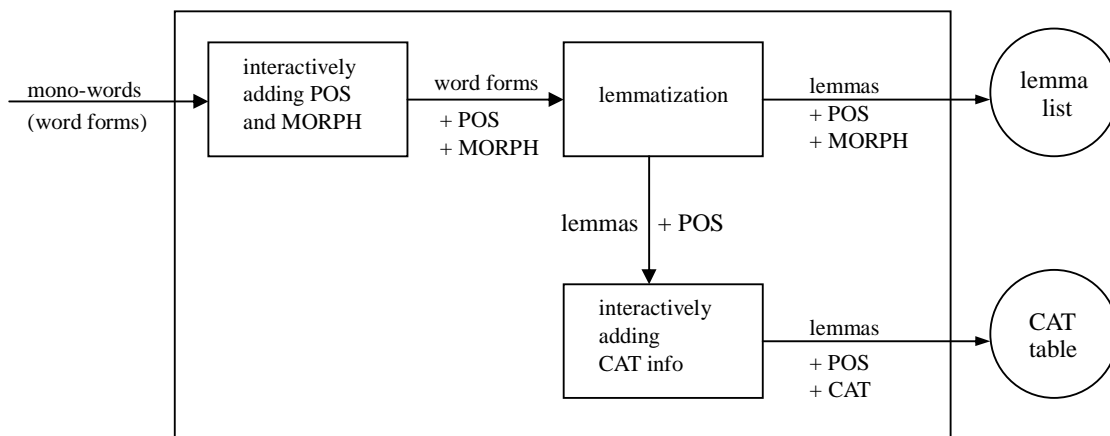 mono-words
(word forms)
interactively
adding POS
and MORPH
word forms
+ POS
+ MORPH
lemmatization
lemmas
+ POS
+ MORPH
lemma
list
lemmas + POS
interactively
adding
CAT info
lemmas
+ POS
+ CAT
CAT
table